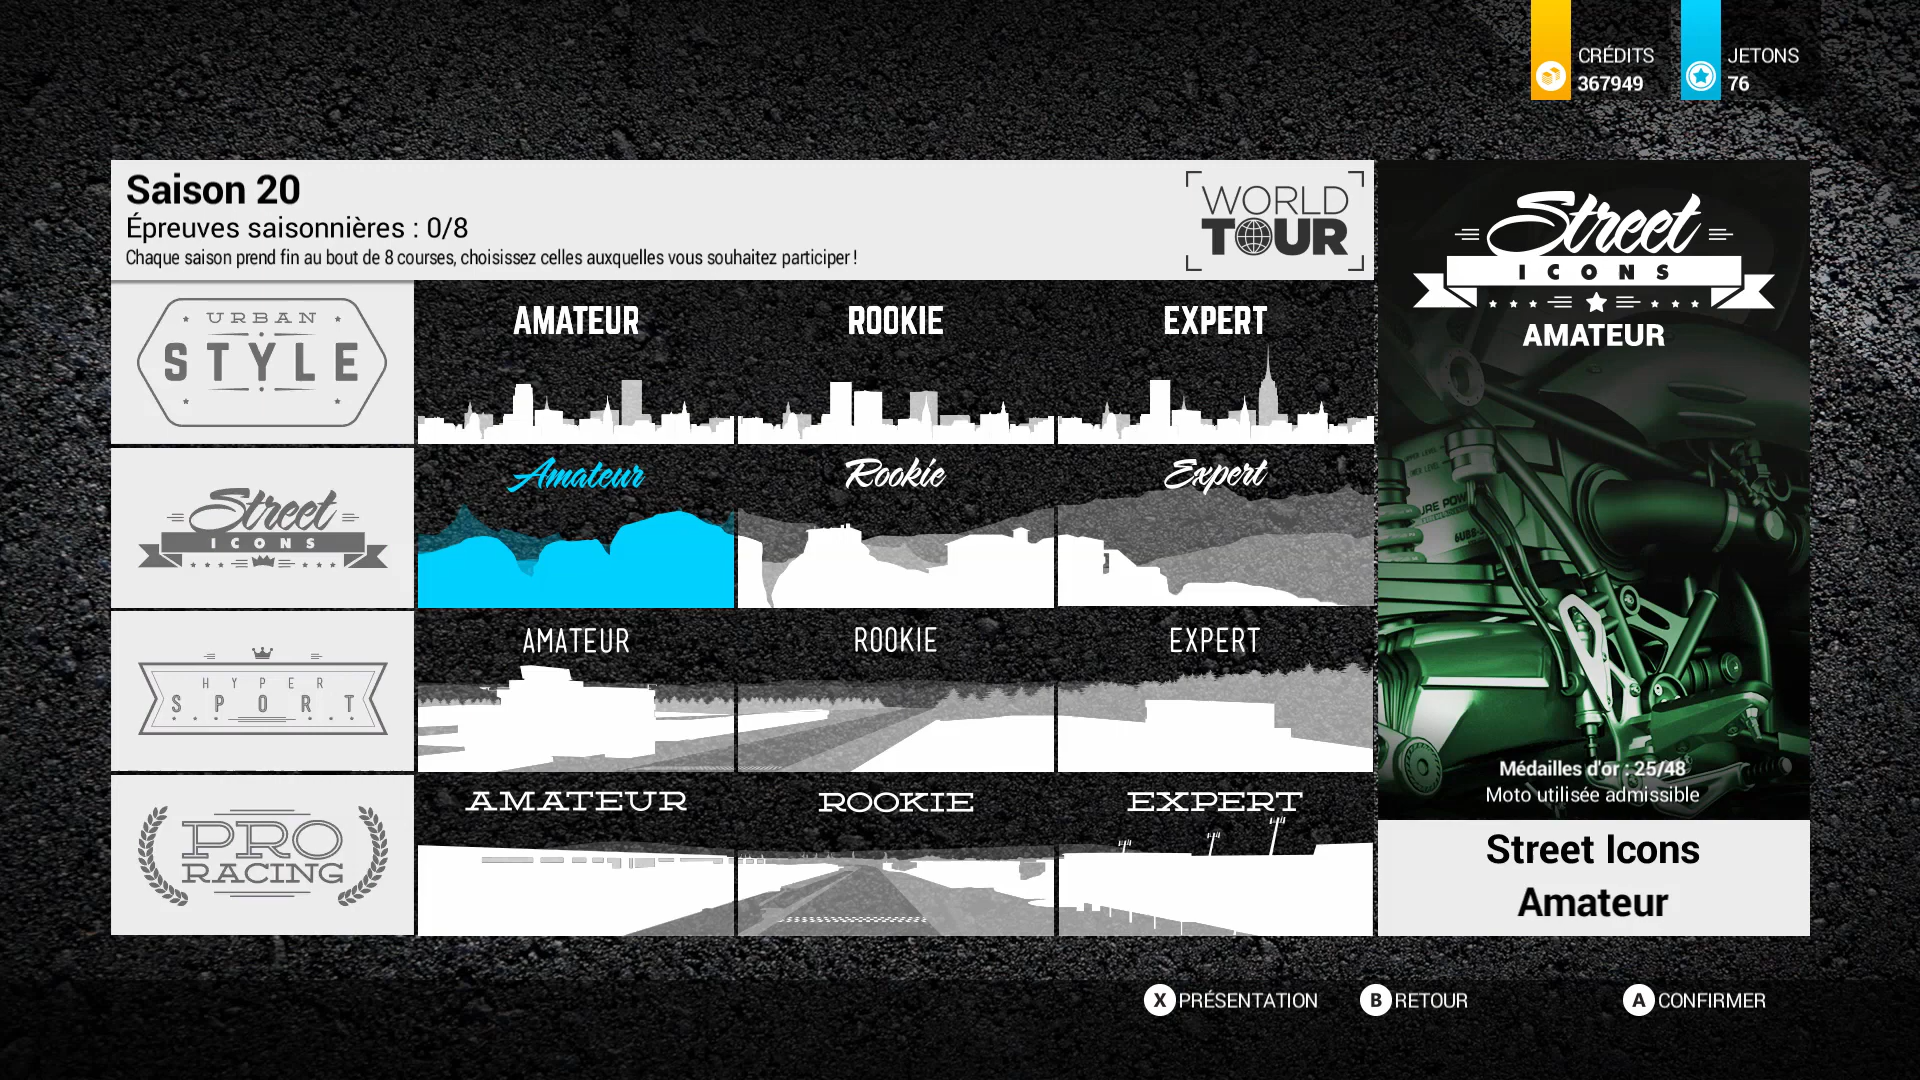 CRÉDITS
367949
JETONS
76
Saison 20
Épreuves saisonnières : 0/8
Chaque saison prend fin au bout de 8 courses, choisissez celles auxquelles vous souhaitez participer !
WORLD
TOUR
URBAN
STYLE
AMATEUR
ROOKIE
EXPERT
Street
ICONS
Amateur
Rookie
Expert
HYPER
SPORT
AMATEUR
ROOKIE
EXPERT
PRO
RACING
AMATEUR
ROOKIE
EXPERT
Street
ICONS
AMATEUR
Médailles d'or : 25/48
Moto utilisée admissible
Street Icons
Amateur
X PRÉSENTATION
B RETOUR
A CONFIRMER